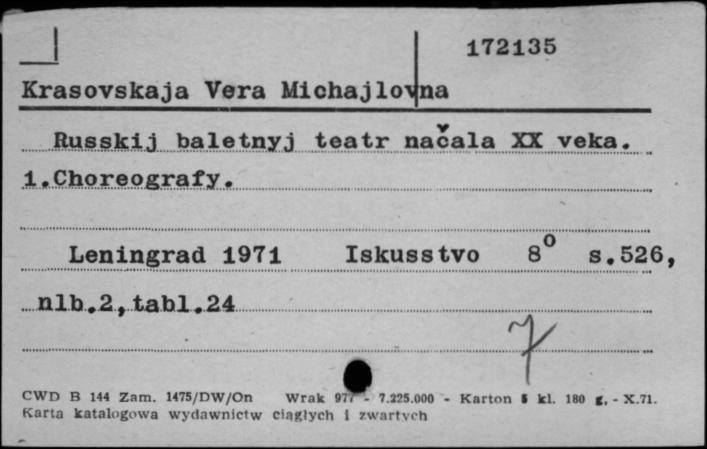 172135
Krasovskaja Vera Michajlovna
Russkij baletnyj teatr načala XX veka.
1.Choreografy.
Leningrad 1971 Iskusstvo 8o s.526,
nlb.2,tabl.24
7
CWD B 144 Zam. 1475/DW/On Wrak 977 - 7.225.000 - Karton 5 kl. 180 g, - X.71.
Karta katalogowa wydawnictw ciągłych i zwartych